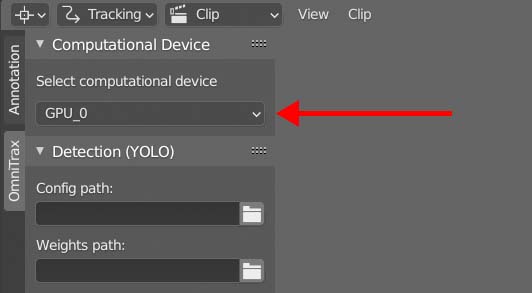 Tracking Clip View Clip
Annotation
OmniTrax
Computational Device
Select computational device
GPU_0
Detection (YOLO)
Config path:
Weights path: